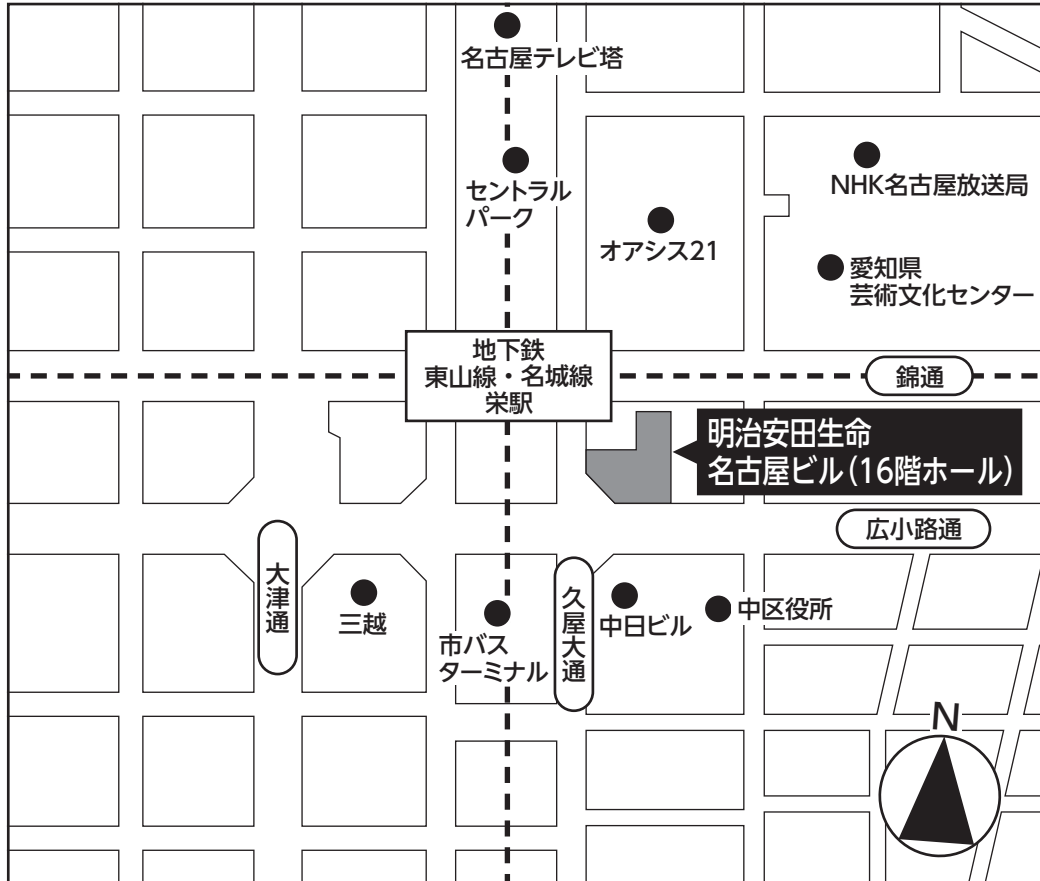 名古屋テレビ塔
セントラル
パーク
NHK名古屋放送局
オアシス21
愛知県
芸術文化センター
地下鉄
東山線・名城線
栄駅
錦通
明治安田生命
名古屋ビル(16階ホール)
広小路通
大津通
三越
市バス
ターミナル
久屋大通
中日ビル
中区役所
N